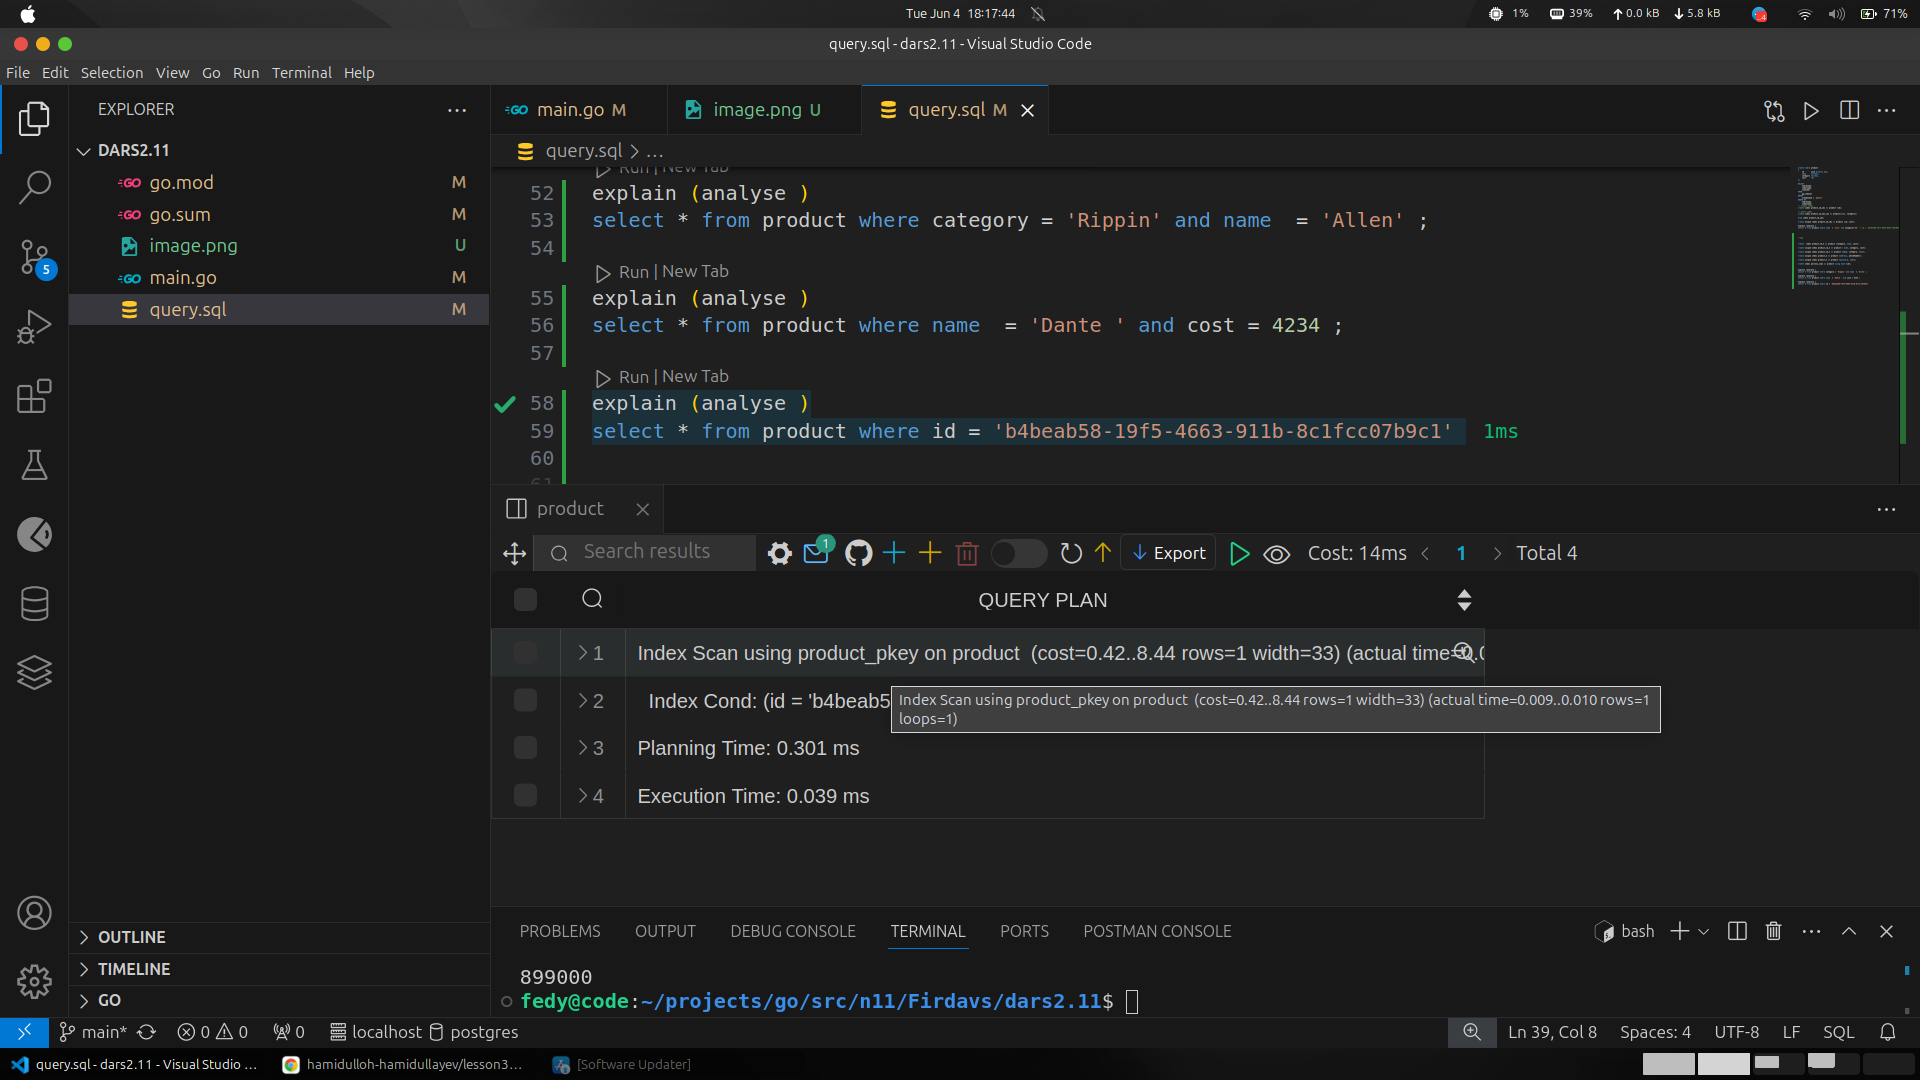 Tue Jun 4 18:17:44
1%
39%
0.0 kB
5.8 kB
71%
query.sql - dars2.11 - Visual Studio Code
File Edit Selection View Go Run Terminal Help
EXPLORER
DARS2.11
go.mod M
go.sum M
image.png U
main.go M
query.sql M
5
OUTLINE
TIMELINE
GO
main.go M
image.png U
query.sql M
query.sql > ...
Run | New Tab
52 explain (analyse )
53 select * from product where category = 'Rippin' and name  = 'Allen' ;
54
Run | New Tab
55 explain (analyse )
56 select * from product where name  = 'Dante ' and cost = 4234 ;
57
Run | New Tab
58 explain (analyse )
59 select * from product where id = 'b4beab58-19f5-4663-911b-8c1fcc07b9c1' 1ms
60
61
product
Search results
1
Export
Cost: 14ms
1
Total 4
QUERY PLAN
1 Index Scan using product_pkey on product  (cost=0.42..8.44 rows=1 width=33) (actual time=0.0
2 Index Cond: (id = 'b4beab5
Index Scan using product_pkey on product  (cost=0.42..8.44 rows=1 width=33) (actual time=0.009..0.010 rows=1
loops=1)
3 Planning Time: 0.301 ms
4 Execution Time: 0.039 ms
PROBLEMS OUTPUT DEBUG CONSOLE TERMINAL PORTS POSTMAN CONSOLE
bash
899000
fedy@code:~/projects/go/src/n11/Firdavs/dars2.11$
main* 0 0 0 localhost postgres
Ln 39, Col 8 Spaces: 4 UTF-8 LF SQL
query.sql - dars2.11 - Visual Studio ...
hamidulloh-hamidullayev/lesson3...
[Software Updater]